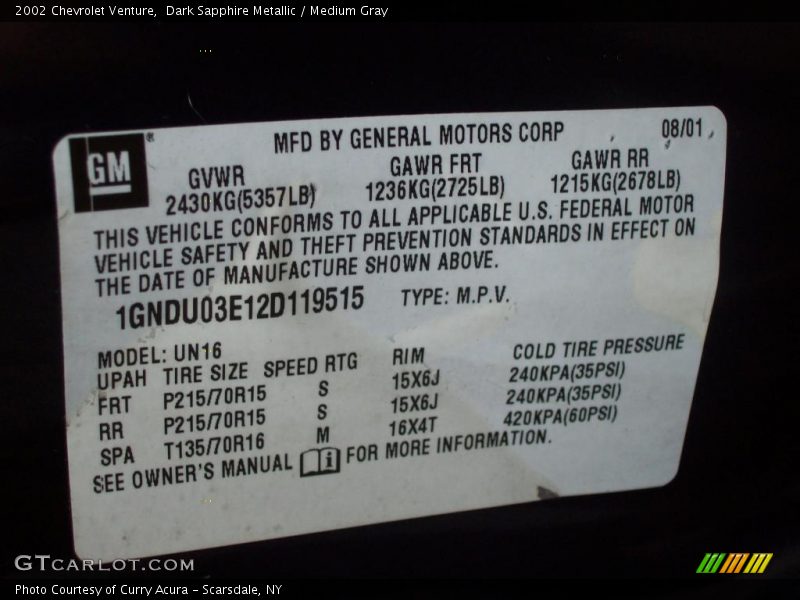 2002 Chevrolet Venture,  Dark Sapphire Metallic / Medium Gray
GM®
MFD BY GENERAL MOTORS CORP 08/01
GVWR GAWR FRT GAWR RR
2430KG(5357LB) 1236KG(2725LB) 1215KG(2678LB)
THIS VEHICLE CONFORMS TO ALL APPLICABLE U.S. FEDERAL MOTOR
VEHICLE SAFETY AND THEFT PREVENTION STANDARDS IN EFFECT ON
THE DATE OF MANUFACTURE SHOWN ABOVE.
1GNDU03E12D119515 TYPE: M.P.V.
MODEL: UN16
UPAH TIRE SIZE SPEED RTG RIM COLD TIRE PRESSURE
FRT P215/70R15 S 15X6J 240KPA(35PSI)
RR P215/70R15 S 15X6J 240KPA(35PSI)
SPA T135/70R16 M 16X4T 420KPA(60PSI)
SEE OWNER'S MANUAL i FOR MORE INFORMATION.
GTCARLOT.COM
Photo Courtesy of Curry Acura – Scarsdale, NY